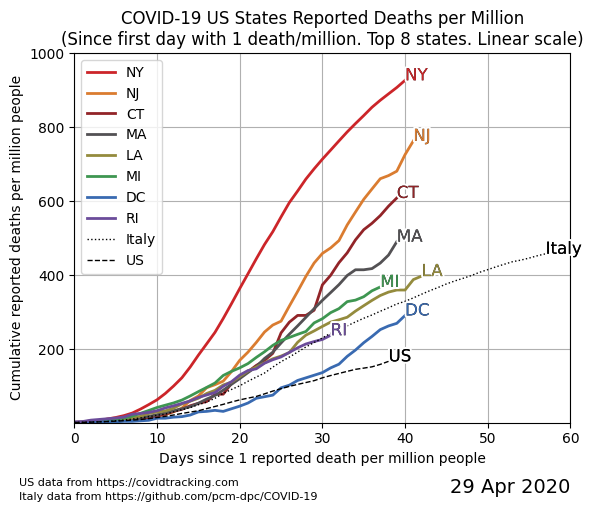 COVID-19 US States Reported Deaths per Million
(Since first day with 1 death/million. Top 8 states. Linear scale)
Cumulative reported deaths per million people
1000
800
600
400
200
NY
NJ
CT
MA
LA
MI
DC
RI
Italy
US
NY
NJ
CT
MA
Italy
LA
MI
DC
RI
US
0
10
20
30
40
50
60
Days since 1 reported death per million people
US data from https://covidtracking.com
Italy data from https://github.com/pcm-dpc/COVID-19
29 Apr 2020